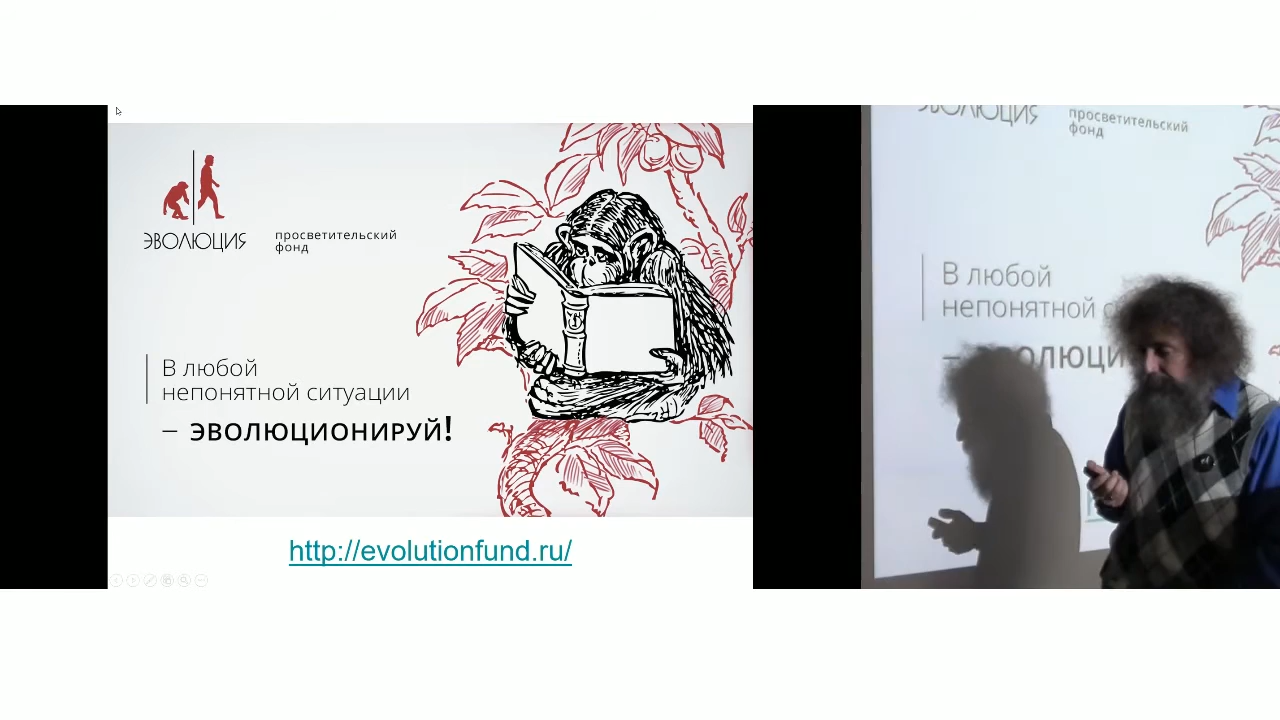 ЭВОЛЮЦИЯ
просветительский
фонд
В любой
непонятной ситуации
– ЭВОЛЮЦИОНИРУЙ!
http://evolutionfund.ru/
ЭВОЛЮЦИЯ
просветительский
фонд
В любой
непонятной с